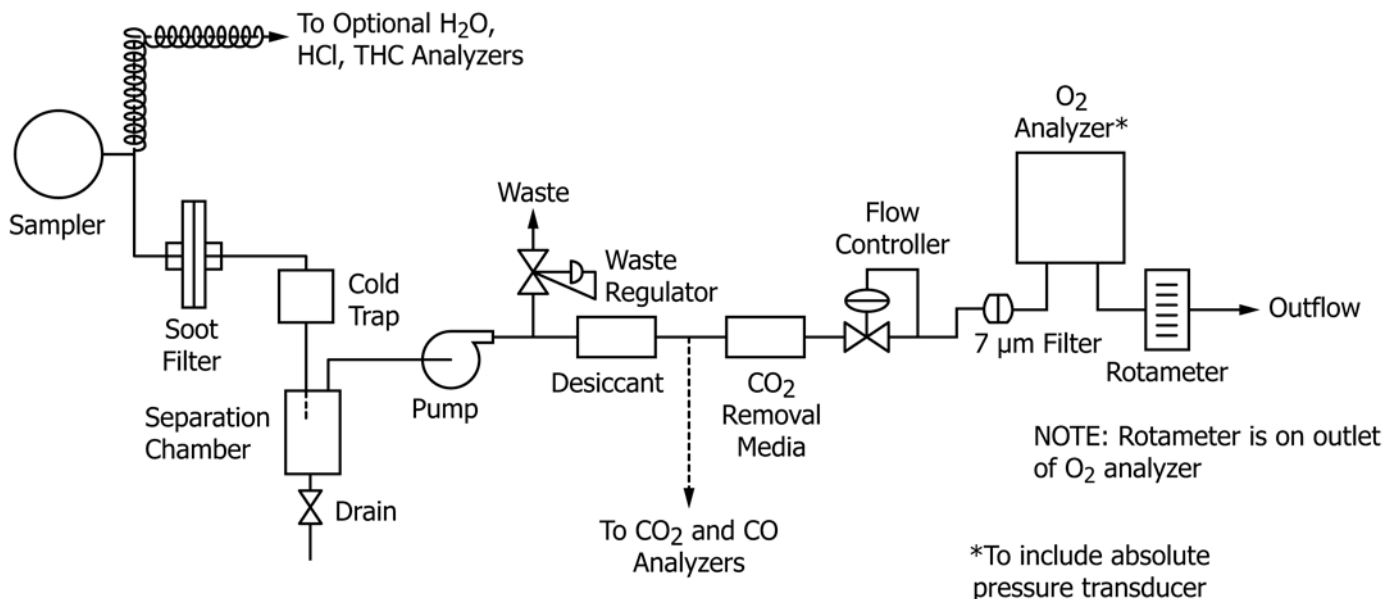 To Optional H₂O,
HCl, THC Analyzers
O₂
Analyzer*
Sampler
Waste
Flow
Controller
Waste
Regulator
Cold
Trap
Soot
Filter
Outflow
7 µm Filter
Rotameter
Desiccant
CO₂
Removal
Media
Pump
Separation
Chamber
Drain
NOTE: Rotameter is on outlet
of O₂ analyzer
To CO₂ and CO
Analyzers
*To include absolute
pressure transducer